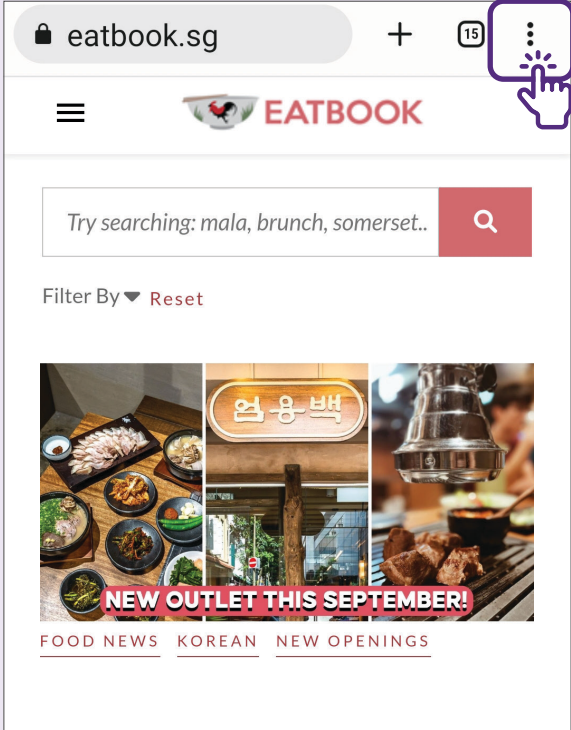 eatbook.sg
15
EATBOOK
Try searching: mala, brunch, somerset..
Filter By Reset
엄용백
NEW OUTLET THIS SEPTEMBER!
FOOD NEWS KOREAN NEW OPENINGS